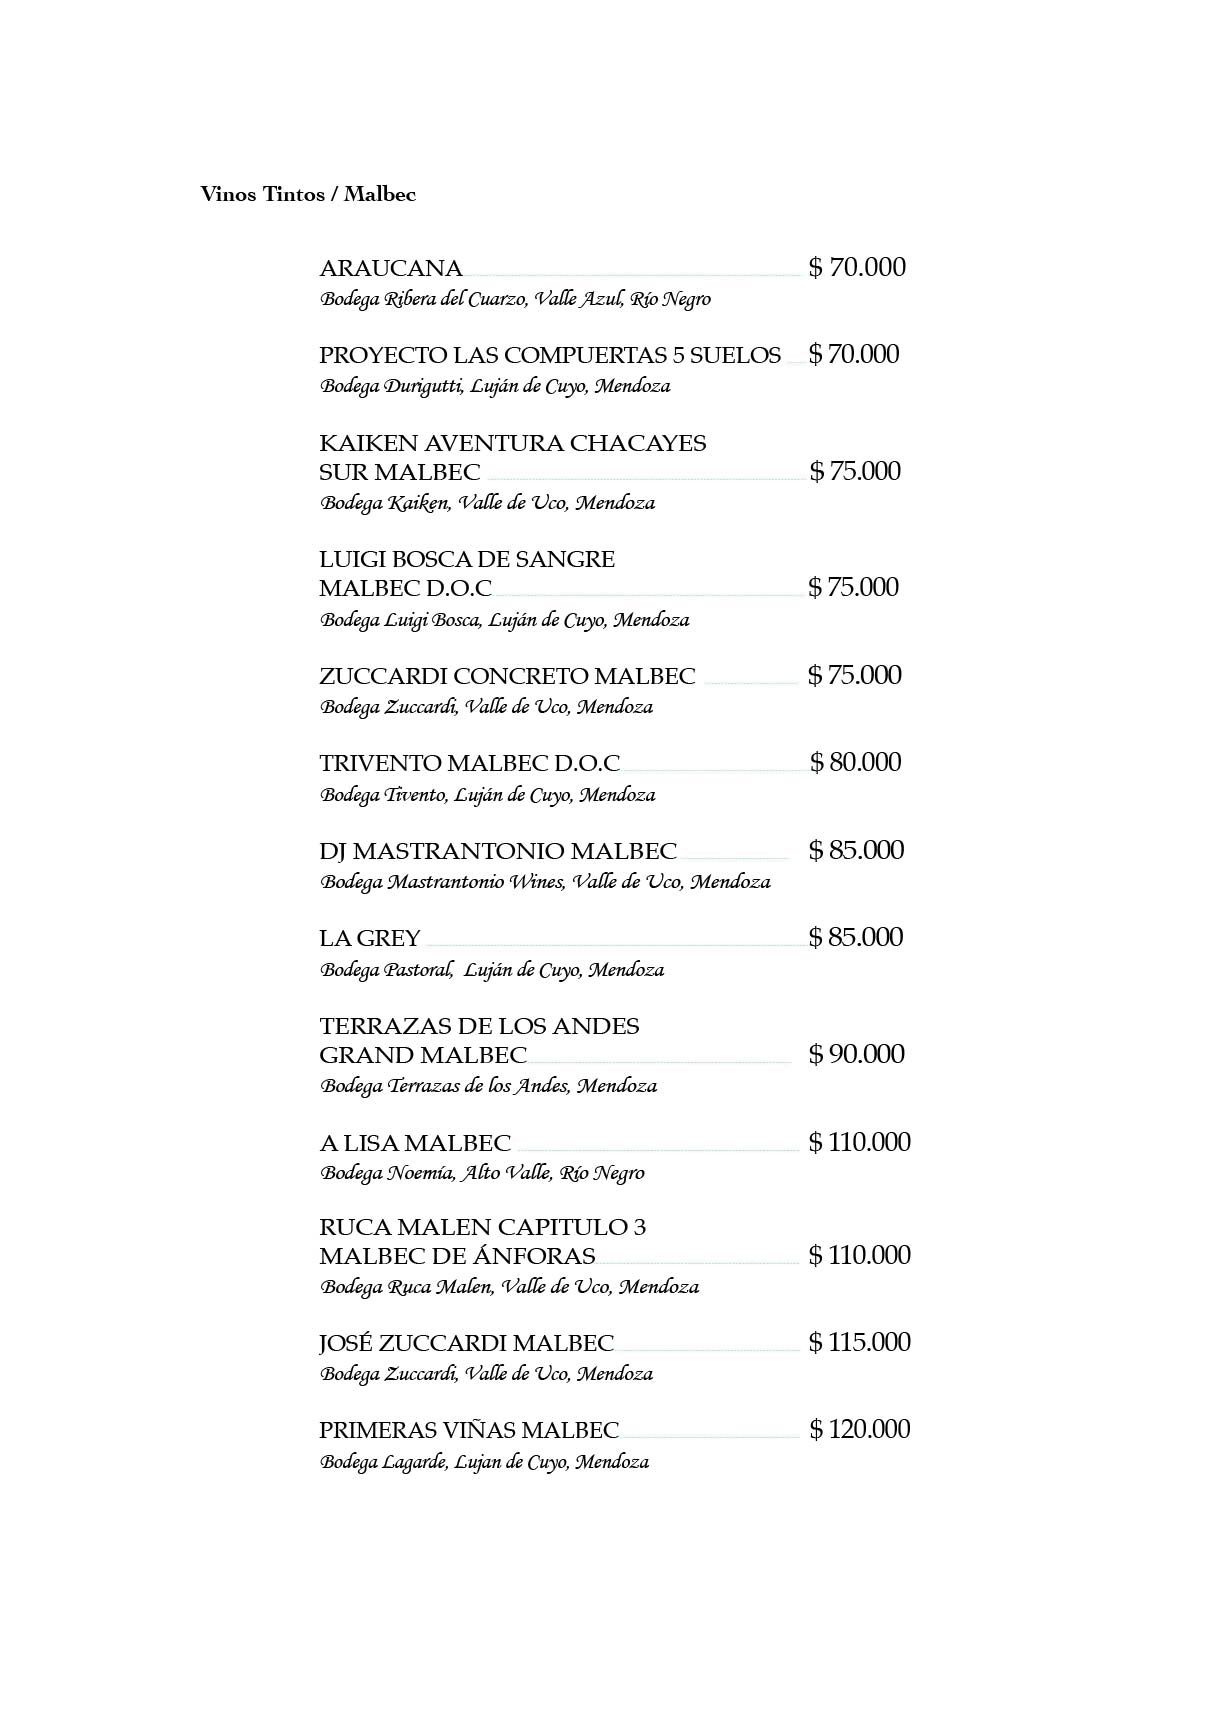 Vinos Tintos / Malbec
ARAUCANA $ 70.000
Bodega Ribera del Cuarzo, Valle Azul, Río Negro
PROYECTO LAS COMPUERTAS 5 SUELOS $ 70.000
Bodega Durigutti, Luján de Cuyo, Mendoza
KAIKEN AVENTURA CHACAYES
SUR MALBEC $ 75.000
Bodega Kaiken, Valle de Uco, Mendoza
LUIGI BOSCA DE SANGRE
MALBEC D.O.C $ 75.000
Bodega Luigi Bosca, Luján de Cuyo, Mendoza
ZUCCARDI CONCRETO MALBEC $ 75.000
Bodega Zuccardi, Valle de Uco, Mendoza
TRIVENTO MALBEC D.O.C $ 80.000
Bodega Tivento, Luján de Cuyo, Mendoza
DJ MASTRANTONIO MALBEC $ 85.000
Bodega Mastrantonio Wines, Valle de Uco, Mendoza
LA GREY $ 85.000
Bodega Pastoral, Luján de Cuyo, Mendoza
TERRAZAS DE LOS ANDES
GRAND MALBEC $ 90.000
Bodega Terrazas de los Andes, Mendoza
A LISA MALBEC $ 110.000
Bodega Noemía, Alto Valle, Río Negro
RUCA MALEN CAPITULO 3
MALBEC DE ÁNFORAS $ 110.000
Bodega Ruca Malen, Valle de Uco, Mendoza
JOSÉ ZUCCARDI MALBEC $ 115.000
Bodega Zuccardi, Valle de Uco, Mendoza
PRIMERAS VIÑAS MALBEC $ 120.000
Bodega Lagarde, Lujan de Cuyo, Mendoza